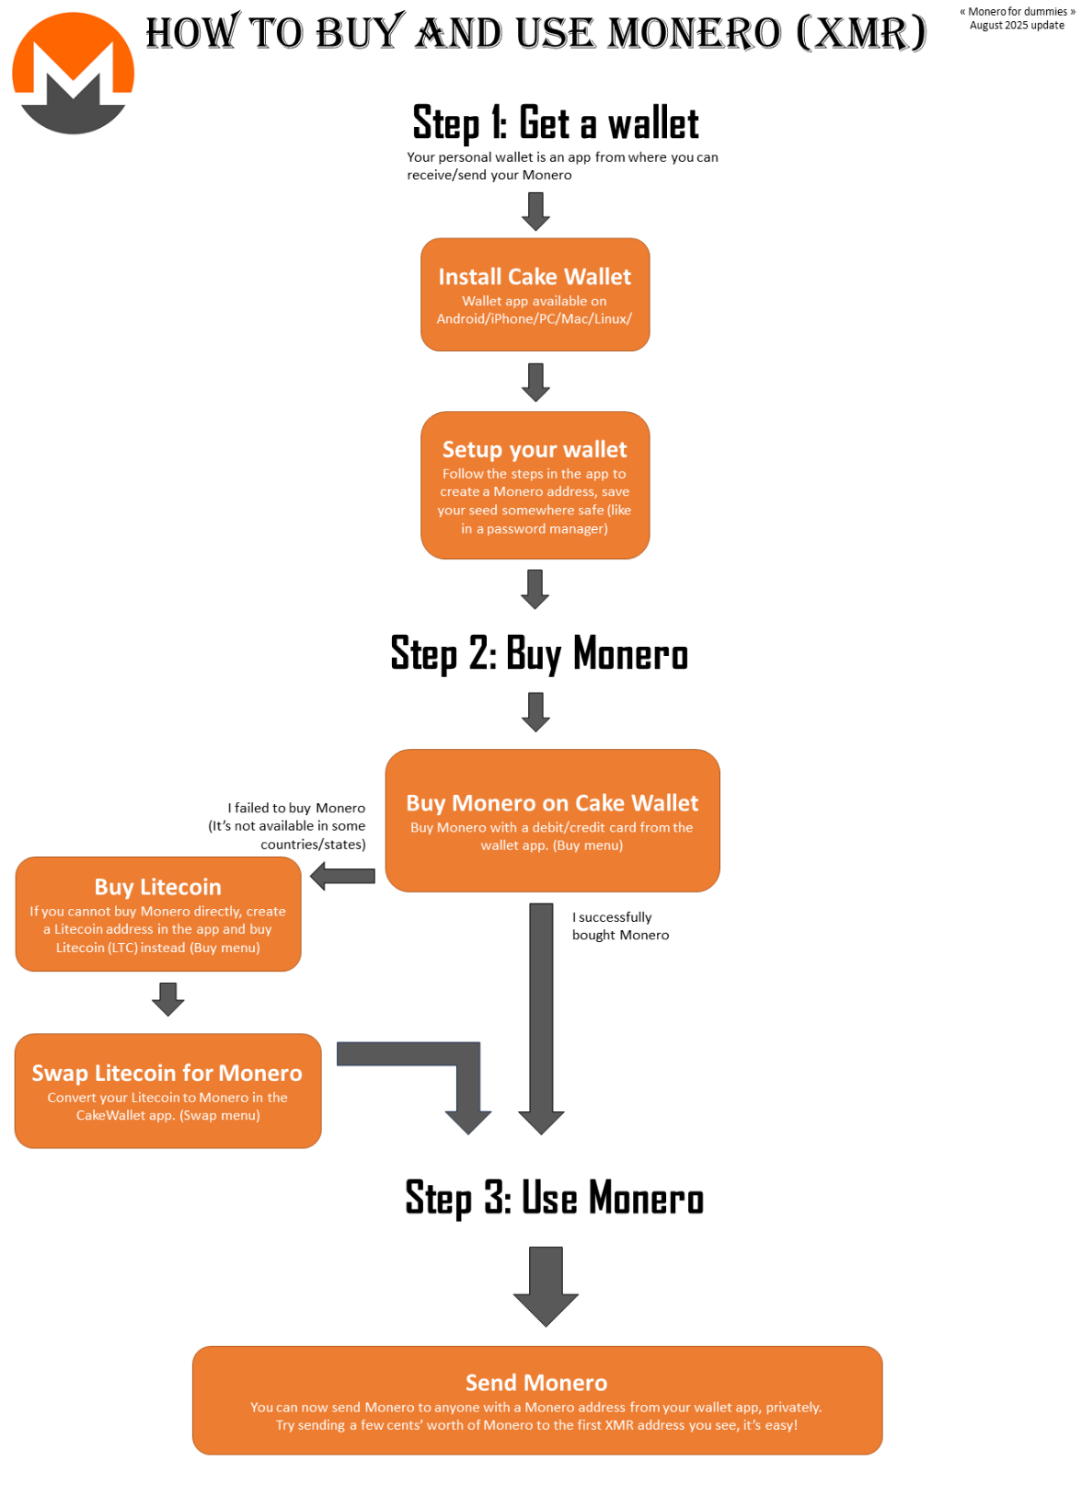 HOW TO BUY AND USE MONERO (XMR)
« Monero for dummies »
August 2025 update
Step 1: Get a wallet
Your personal wallet is an app from where you can
receive/send your Monero
Install Cake Wallet
Wallet app available on
Android/iPhone/PC/Mac/Linux/
Setup your wallet
Follow the steps in the app to
create a Monero address, save
your seed somewhere safe (like
in a password manager)
Step 2: Buy Monero
Buy Monero on Cake Wallet
Buy Monero with a debit/credit card from the
wallet app. (Buy menu)
I failed to buy Monero
(It's not available in some
countries/states)
Buy Litecoin
If you cannot buy Monero directly, create
a Litecoin address in the app and buy
Litecoin (LTC) instead (Buy menu)
I successfully
bought Monero
Swap Litecoin for Monero
Convert your Litecoin to Monero in the
CakeWallet app. (Swap menu)
Step 3: Use Monero
Send Monero
You can now send Monero to anyone with a Monero address from your wallet app, privately.
Try sending a few cents' worth of Monero to the first XMR address you see, it's easy!